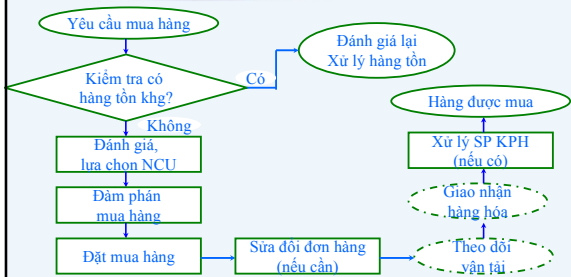 Yêu cầu mua hàng
Kiểm tra có
hàng tồn khg?
Có
Đánh giá lại
Xử lý hàng tồn
Không
Đánh giá,
lưa chọn NCU
Đàm phán
mua hàng
Đặt mua hàng
Sửa đổi đơn hàng
(nếu cần)
Theo dõi
vận tải
Giao nhận
hàng hóa
Xử lý SP KPH
(nếu có)
Hàng được mua